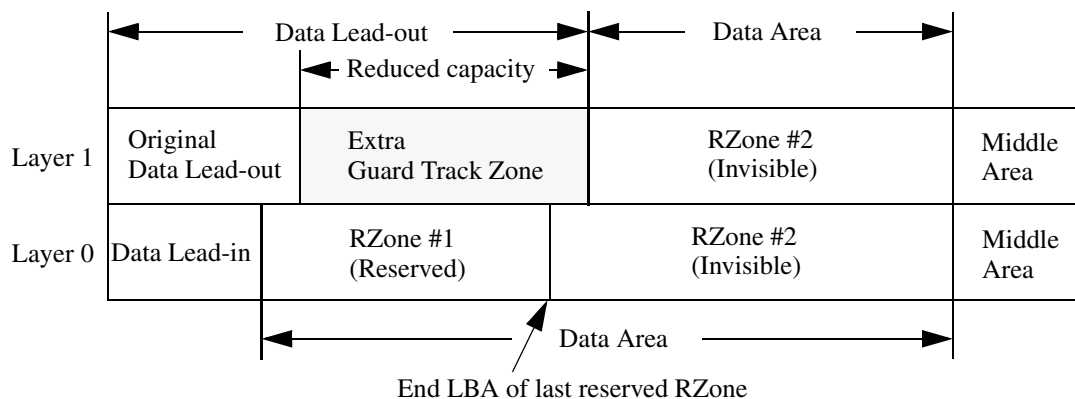 Data Lead-out
Data Area
Reduced capacity
Layer 1
Original
Data Lead-out
Extra
Guard Track Zone
RZone #2
(Invisible)
Middle
Area
Layer 0
Data Lead-in
RZone #1
(Reserved)
RZone #2
(Invisible)
Middle
Area
Data Area
End LBA of last reserved RZone